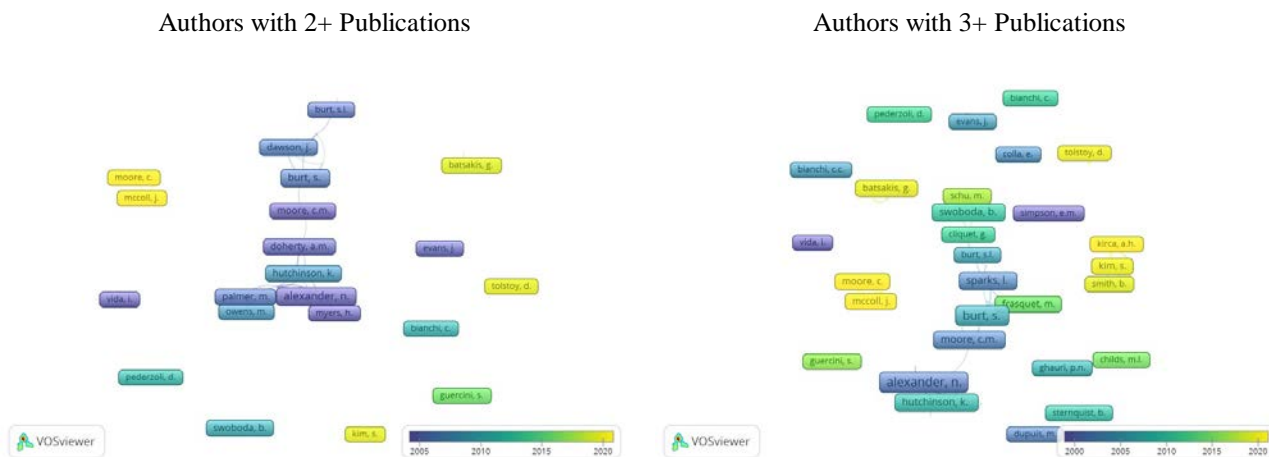 Authors with 2+ Publications
burt, s.l.
dawson, j.
burt, s.
batsakis, g.
moore, c.
mccoll, j.
moore, c.m.
doherty, a.m.
evans, j.
hutchinson, k.
tolstoy, d.
vida, i.
palmer, m.
alexander, n.
owens, m.
myers, h.
bianchi, c.
pederzoli, d.
guercini, s.
swoboda, b.
kim, s.
VOSviewer
2005 2010 2015 2020
Authors with 3+ Publications
bianchi, c.
pederzoli, d.
evans, j.
colla, e.
tolstoy, d.
bianchi, c.c.
batsakis, g.
schu, m.
swoboda, b.
simpson, e.m.
cliquet, g.
vida, i.
kirca, a.h.
burt, s.l.
kim, s.
moore, c.
sparks, l.
smith, b.
mccoll, j.
frasquet, m.
burt, s.
moore, c.m.
guercini, s.
childs, m.l.
ghauri, p.n.
alexander, n.
hutchinson, k.
sternquist, b.
dupuis, m.
VOSviewer
2000 2005 2010 2015 2020